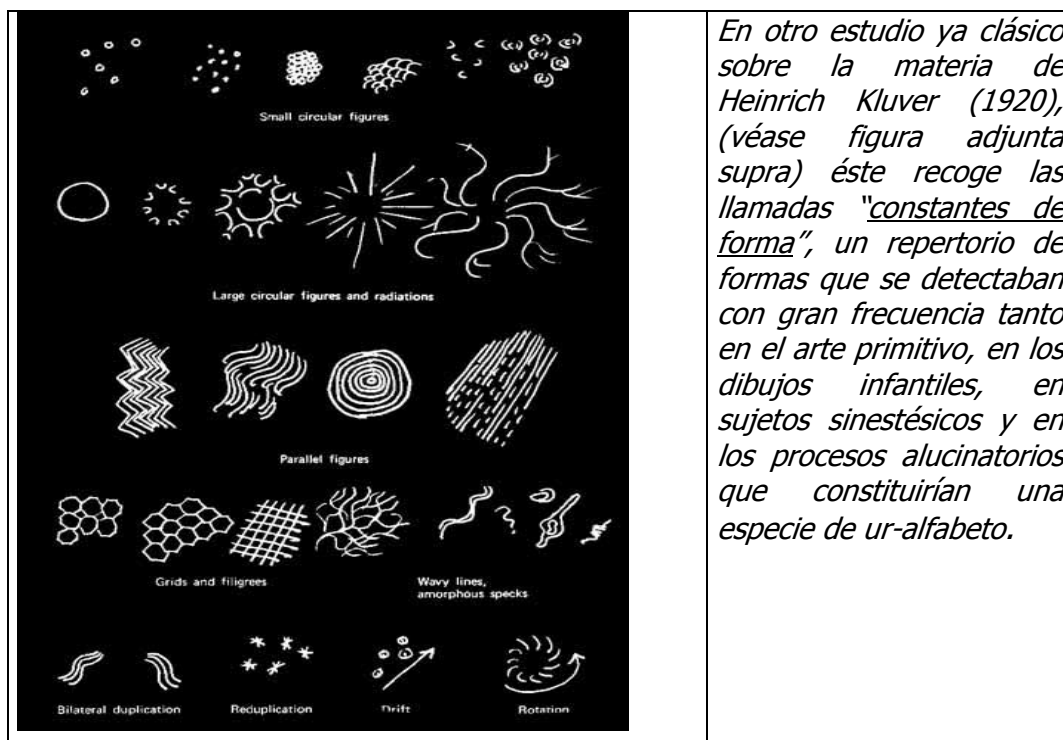 Small circular figures
Large circular figures and radiations
Parallel figures
Grids and filigrees
Wavy lines,
amorphous specks
Bilateral duplication
Reduplication
Drift
Rotation
En otro estudio ya clásico
sobre la materia de
Heinrich Kluver (1920),
(véase figura adjunta
supra) éste recoge las
llamadas “constantes de
forma”, un repertorio de
formas que se detectaban
con gran frecuencia tanto
en el arte primitivo, en los
dibujos infantiles, en
sujetos sinestésicos y en
los procesos alucinatorios
que constituirían una
especie de ur-alfabeto.